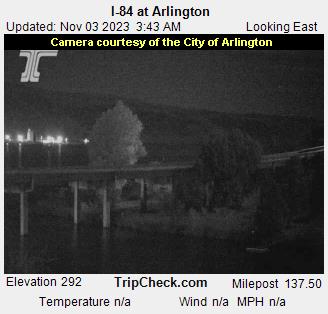 I-84 at Arlington
Updated: Nov 03 2023 3:43 AM Looking East
Camera courtesy of the City of Arlington
Elevation 292 TripCheck.com Milepost 137.50
Temperature n/a Wind n/a MPH n/a